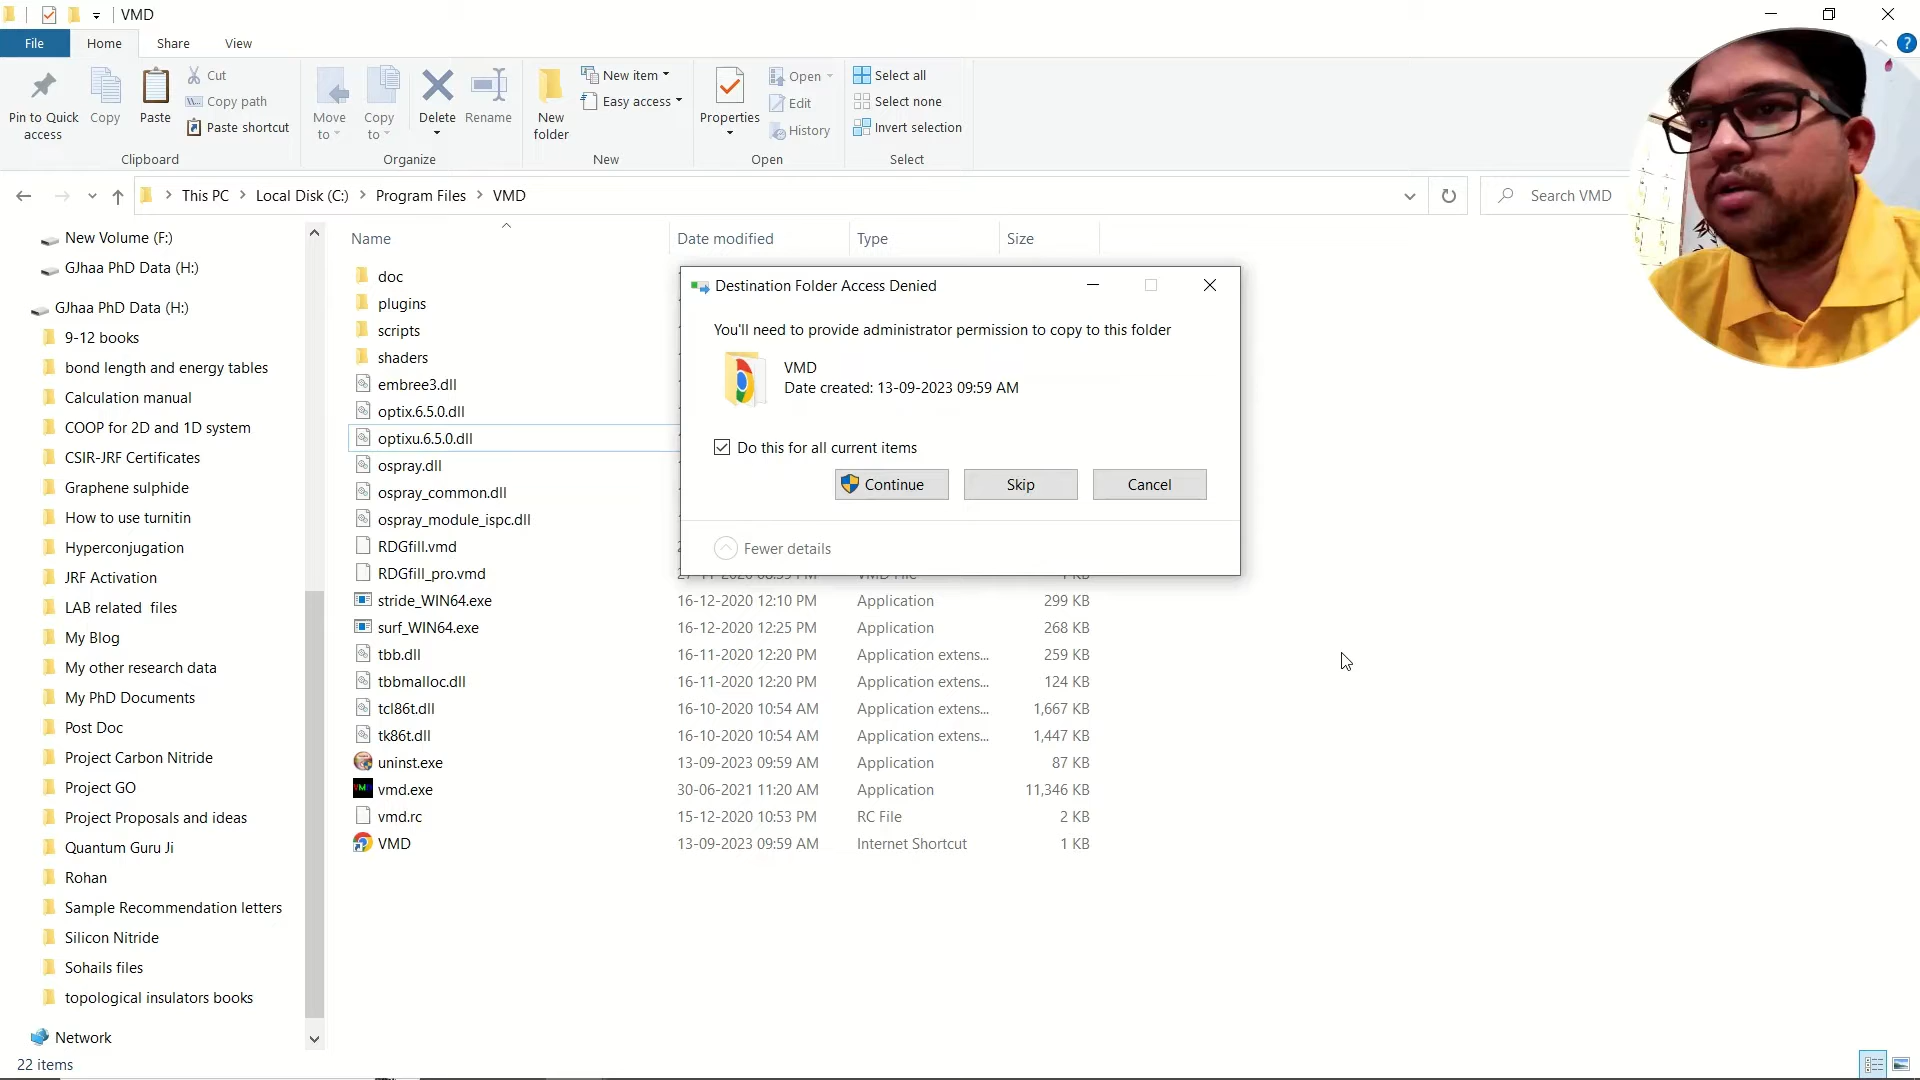 VMD
File Home Share View
Pin to Quick access
Copy
Paste
Cut
Copy path
Paste shortcut
Clipboard
Move to
Copy to
Delete
Rename
Organize
New folder
New item
Easy access
New
Properties
Open
Edit
History
Open
Select all
Select none
Invert selection
Select
This PC Local Disk (C:) Program Files VMD
Search VMD
New Volume (F:)
GJhaa PhD Data (H:)
GJhaa PhD Data (H:)
9-12 books
bond length and energy tables
Calculation manual
COOP for 2D and 1D system
CSIR-JRF Certificates
Graphene sulphide
How to use turnitin
Hyperconjugation
JRF Activation
LAB related files
My Blog
My other research data
My PhD Documents
Post Doc
Project Carbon Nitride
Project GO
Project Proposals and ideas
Quantum Guru Ji
Rohan
Sample Recommendation letters
Silicon Nitride
Sohails files
topological insulators books
Network
22 items
Name Date modified Type Size
doc
plugins
scripts
shaders
embree3.dll
optix.6.5.0.dll
optixu.6.5.0.dll
ospray.dll
ospray_common.dll
ospray_module_ispc.dll
RDGfill.vmd
RDGfill_pro.vmd
stride_WIN64.exe 16-12-2020 12:10 PM Application 299 KB
surf_WIN64.exe 16-12-2020 12:25 PM Application 268 KB
tbb.dll 16-11-2020 12:20 PM Application extens... 259 KB
tbbmalloc.dll 16-11-2020 12:20 PM Application extens... 124 KB
tcl86t.dll 16-10-2020 10:54 AM Application extens... 1,667 KB
tk86t.dll 16-10-2020 10:54 AM Application extens... 1,447 KB
uninst.exe 13-09-2023 09:59 AM Application 87 KB
vmd.exe 30-06-2021 11:20 AM Application 11,346 KB
vmd.rc 15-12-2020 10:53 PM RC File 2 KB
VMD 13-09-2023 09:59 AM Internet Shortcut 1 KB
Destination Folder Access Denied
You'll need to provide administrator permission to copy to this folder
VMD
Date created: 13-09-2023 09:59 AM
Do this for all current items
Continue Skip Cancel
Fewer details